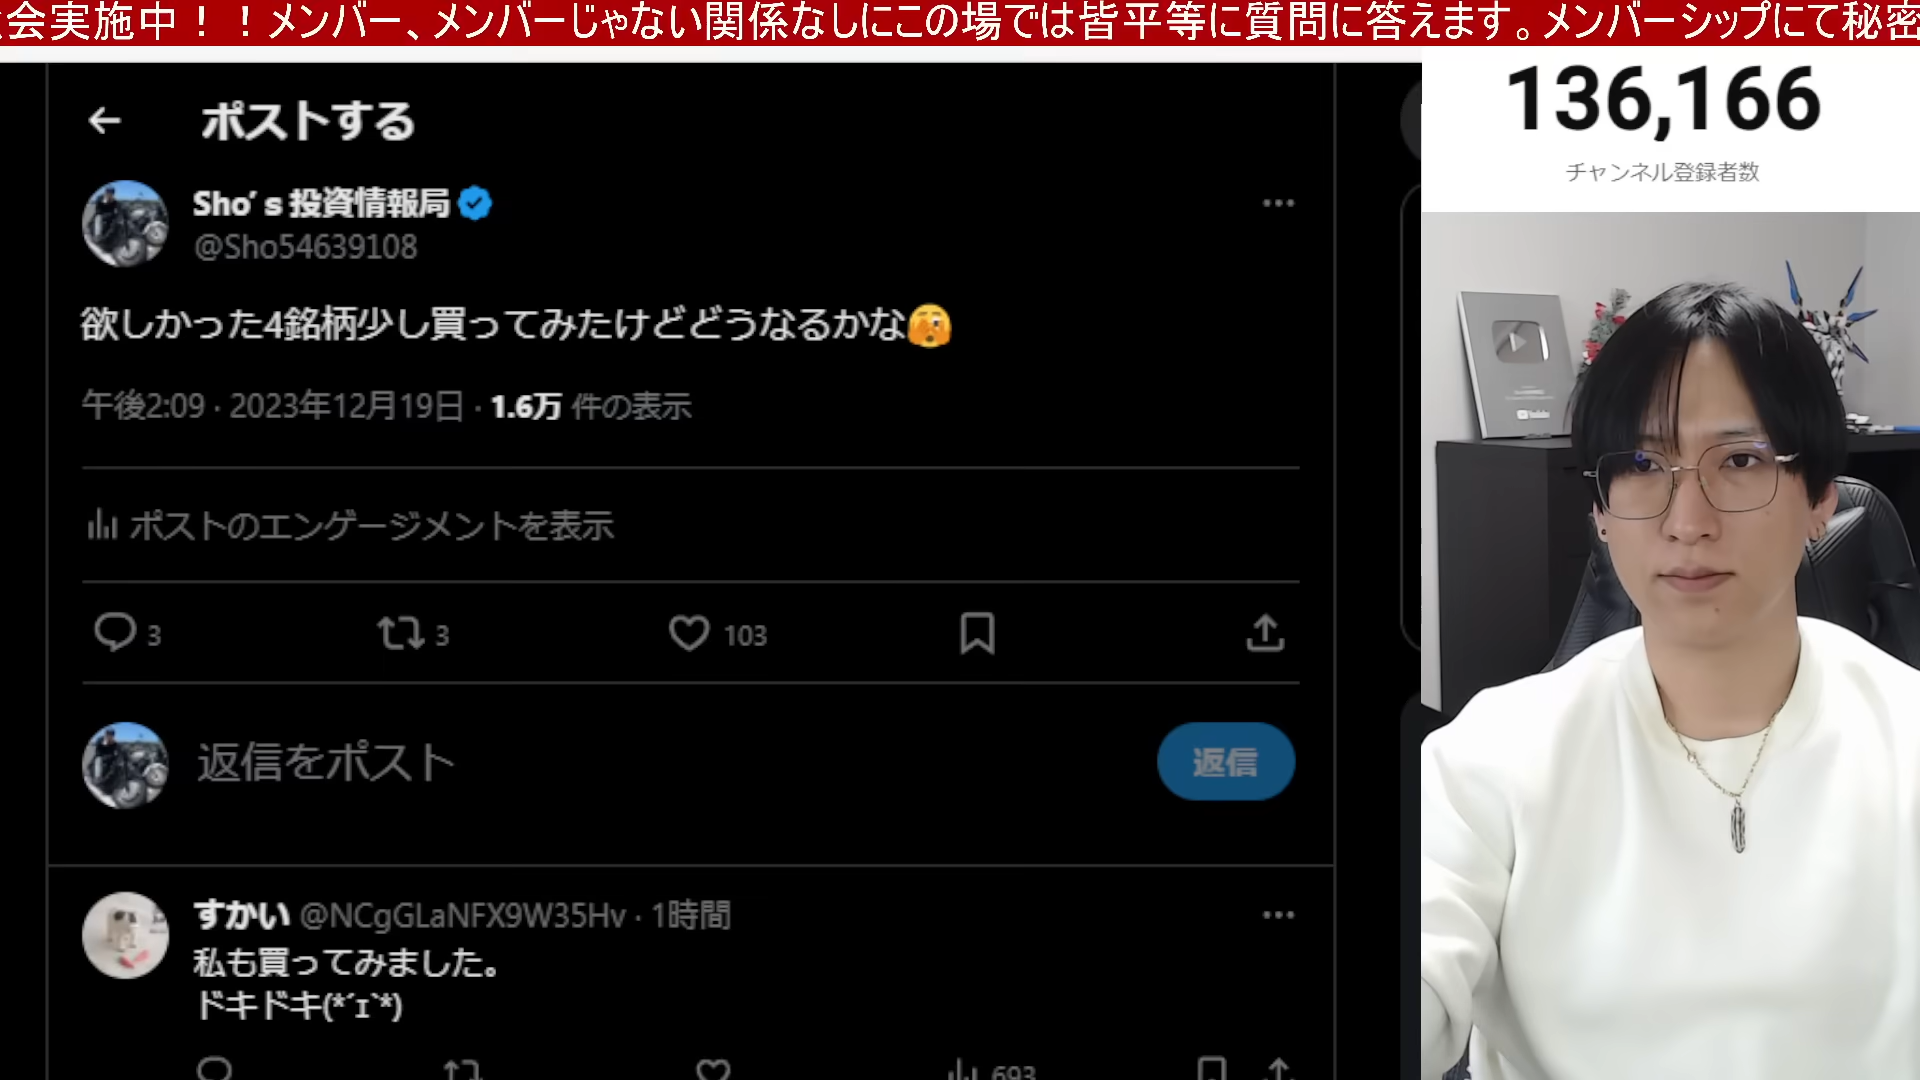 会実施中！！メンバー、メンバーじゃない関係なしにこの場では皆平等に質問に答えます。メンバーシップにて秘密
136,166
チャンネル登録者数
ポストする
Sho' s 投資情報局
@Sho54639108
欲しかった4銘柄少し買ってみたけどどうなるかな🫣
午後2:09 · 2023年12月19日 · 1.6万 件の表示
ポストのエンゲージメントを表示
3 3 103
返信をポスト
返信
すかい @NCgGLaNFX9W35Hv · 1時間
私も買ってみました。
ドキドキ(*´ɪ`*)
693
YouTube